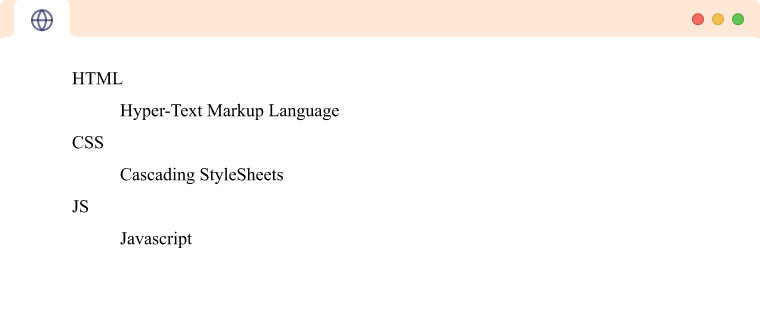 HTML
Hyper-Text Markup Language
CSS
Cascading StyleSheets
JS
Javascript